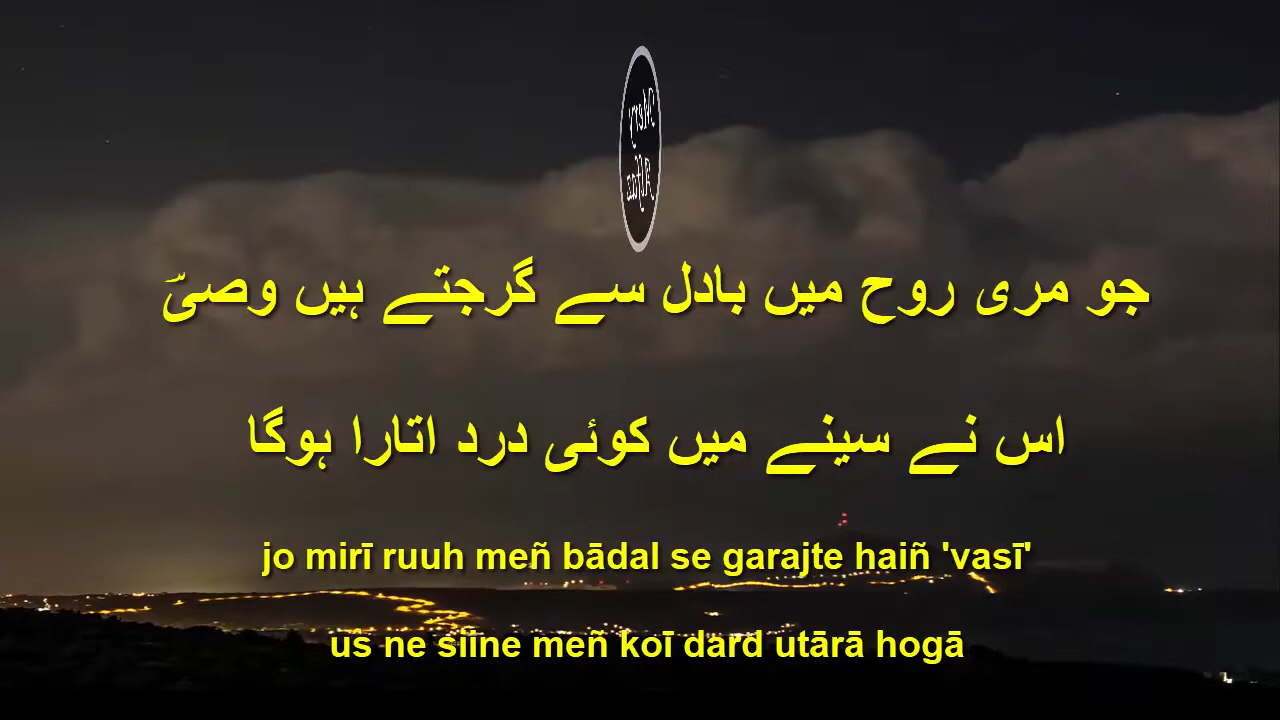 جو مری روح میں بادل سے گرجتے ہیں وصیؔ
اس نے سینے میں کوئی درد اتارا ہوگا
jo mirī ruuh meñ bādal se garajte haiñ 'vasī'
us ne siine meñ koī dard utārā hogā